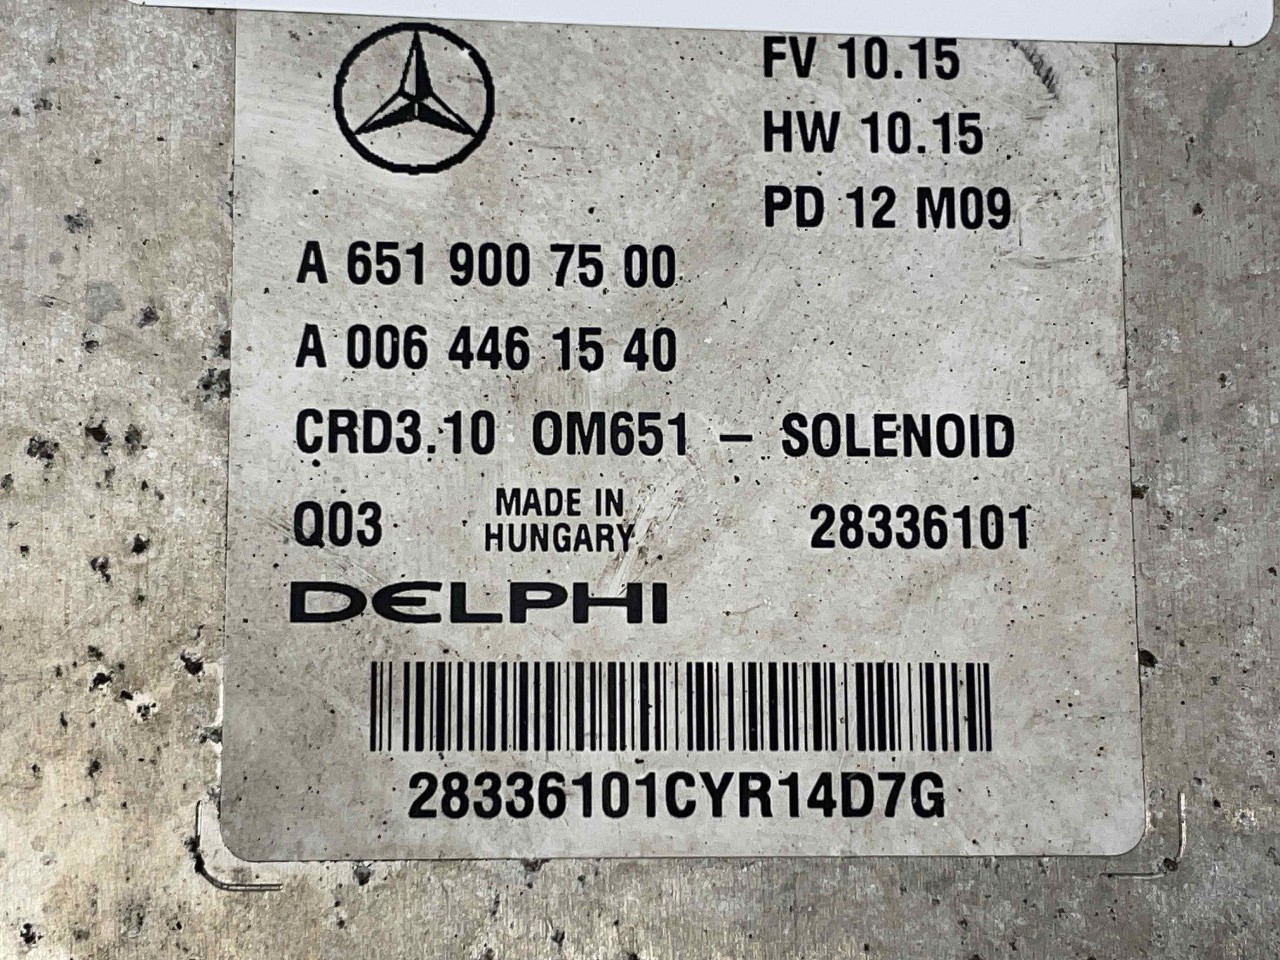 FV 10.15
HW 10.15
PD 12 M09
A 651 900 75 00
A 006 446 15 40
CRD3.10 OM651 – SOLENOID
Q03 MADE IN HUNGARY 28336101
DELPHI
28336101CYR14D7G